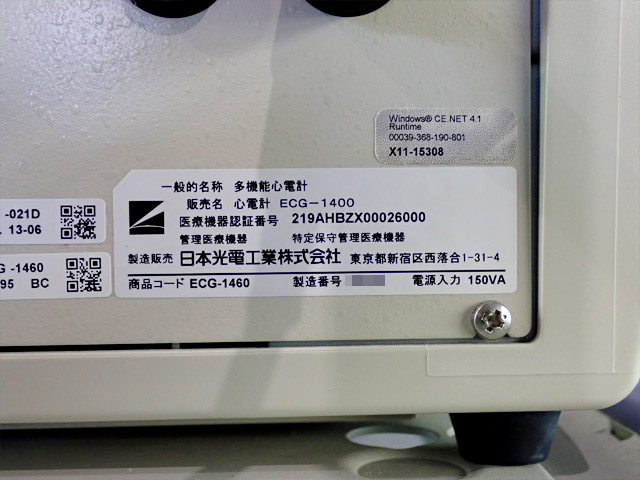 Windows® CE.NET 4.1
Runtime
00039-368-190-801
X11-15308
一般的名称 多機能心電計
販売名 心電計 ECG-1400
医療機器認証番号 219AHBZX00026000
管理医療機器 特定保守管理医療機器
製造販売 日本光電工業株式会社 東京都新宿区西落合1-31-4
商品コード ECG-1460 製造番号 電源入力 150VA
-021D
13-06
-1460
95 BC